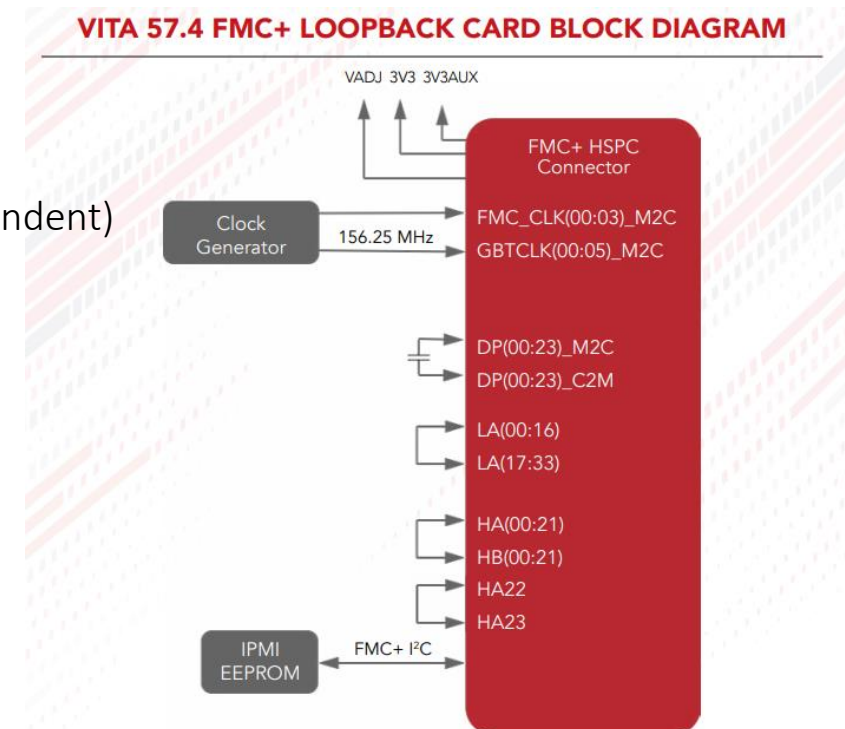 VITA 57.4 FMC+ LOOPBACK CARD BLOCK DIAGRAM
VADJ 3V3 3V3AUX
FMC+ HSPC
Connector
ndent)
Clock
Generator
156.25 MHz
FMC_CLK(00:03)_M2C
GBTCLK(00:05)_M2C
DP(00:23)_M2C
DP(00:23)_C2M
LA(00:16)
LA(17:33)
HA(00:21)
HB(00:21)
HA22
HA23
IPMI
EEPROM
FMC+ I²C